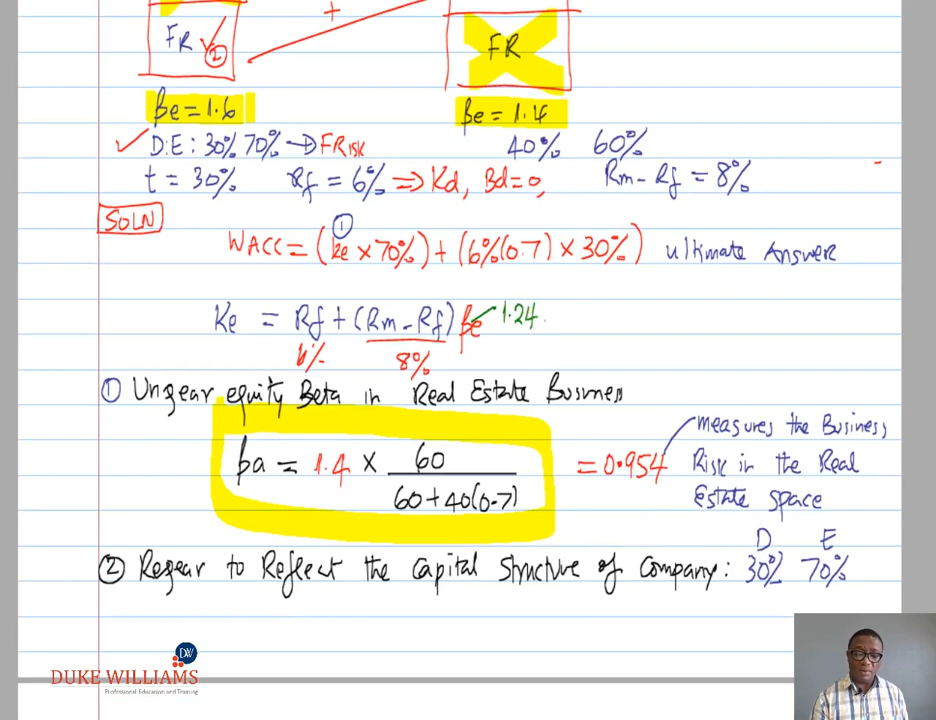 +
FR ②
FR
βe = 1.6
βe = 1.4
D:E : 30% 70% → FRisk
40% 60%
t = 30% Rf = 6% ⇒ Kd, Bd = 0,
Rm - Rf = 8%
SOLN
①
WACC = (ke × 70%) + (6%(0.7) × 30%) ultimate Answer
Ke = Rf + (Rm - Rf) βe 1.24
6% 8%
① Ungear equity Beta in Real Estate Business
βa = 1.4 × 60
60 + 40(0.7)
= 0.954
measures the Business
Risk in the Real
Estate space
D E
② Regear to Reflect the Capital Structure of Company: 30% 70%
DW
DUKE WILLIAMS
Professional Education and Training